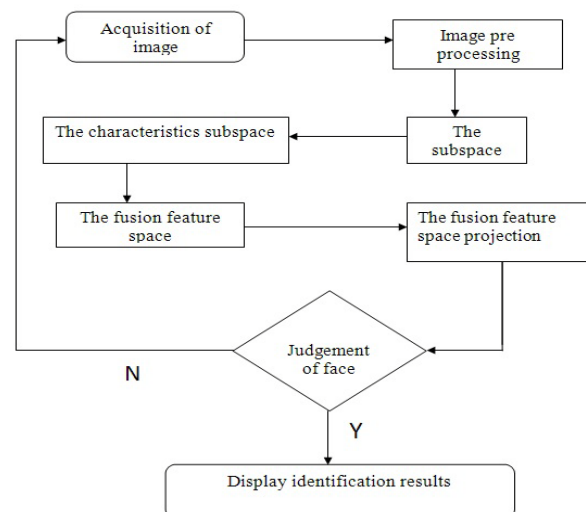 Acquisition of
image
Image pre
processing
The characteristics subspace
The
subspace
The fusion feature
space
The fusion feature
space projection
Judgement
of face
N
Y
Display identification results